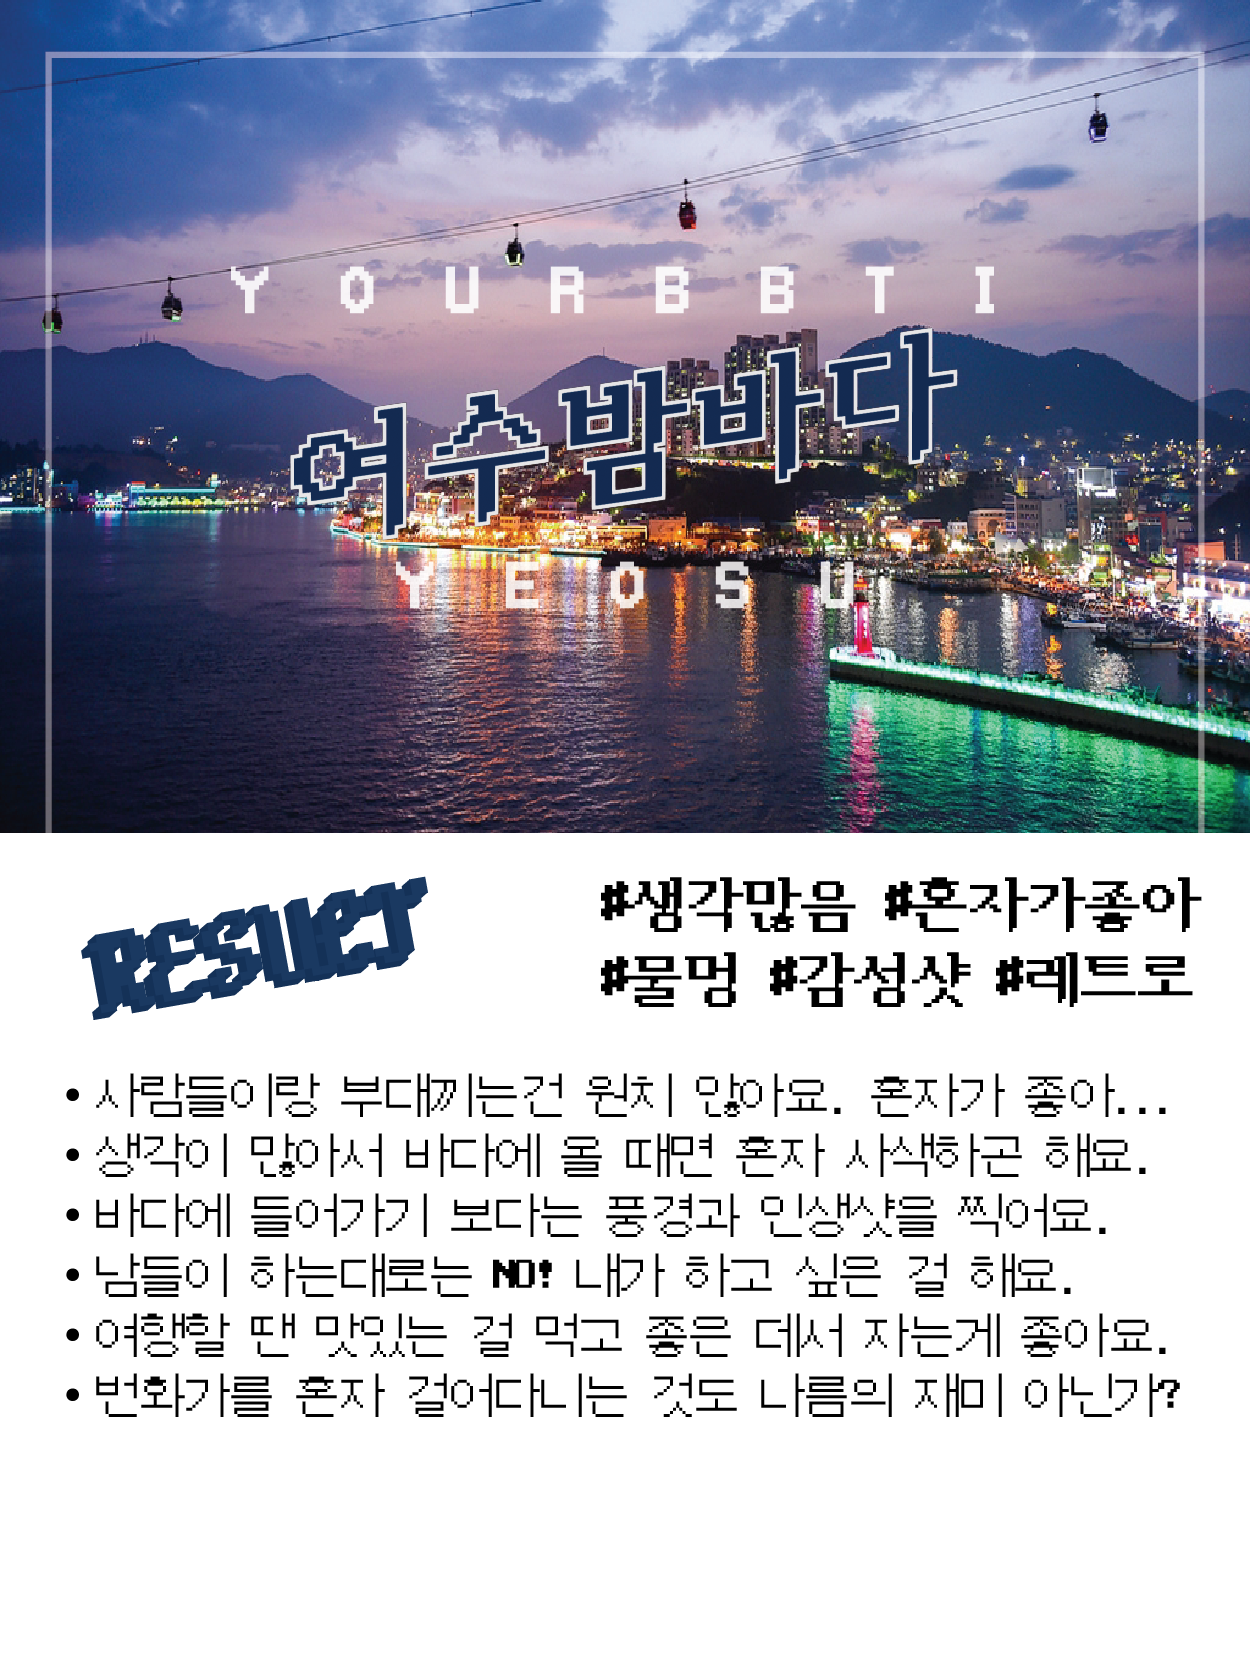 YOURBBTI
여수밤바다
YEOSU
RESULT
#생각많음 #혼자가좋아
#물멍 #감성샷 #레트로
• 사람들이랑 부대끼는건 원치 않아요. 혼자가 좋아...
• 생각이 많아서 바다에 올 때면 혼자 사색하곤 해요.
• 바다에 들어가기 보다는 풍경과 인생샷을 찍어요.
• 남들이 하는대로는 NO! 내가 하고 싶은 걸 해요.
• 여행할 땐 맛있는 걸 먹고 좋은 데서 자는게 좋아요.
• 번화가를 혼자 걸어다니는 것도 나름의 재미 아닌가?